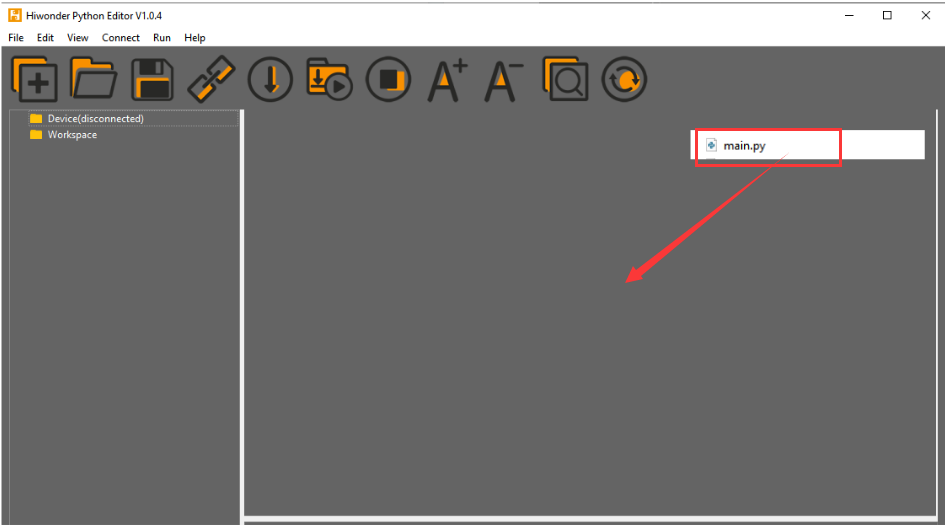 Hiwonder Python Editor V1.0.4
File Edit View Connect Run Help
Device(disconnected)
Workspace
main.py